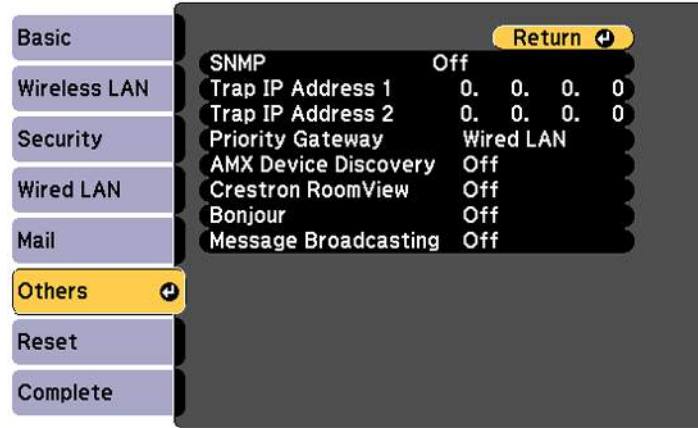 Basic
Wireless LAN
Security
Wired LAN
Mail
Others
Reset
Complete
Return
SNMP Off
Trap IP Address 1 0. 0. 0. 0
Trap IP Address 2 0. 0. 0. 0
Priority Gateway Wired LAN
AMX Device Discovery Off
Crestron RoomView Off
Bonjour Off
Message Broadcasting Off